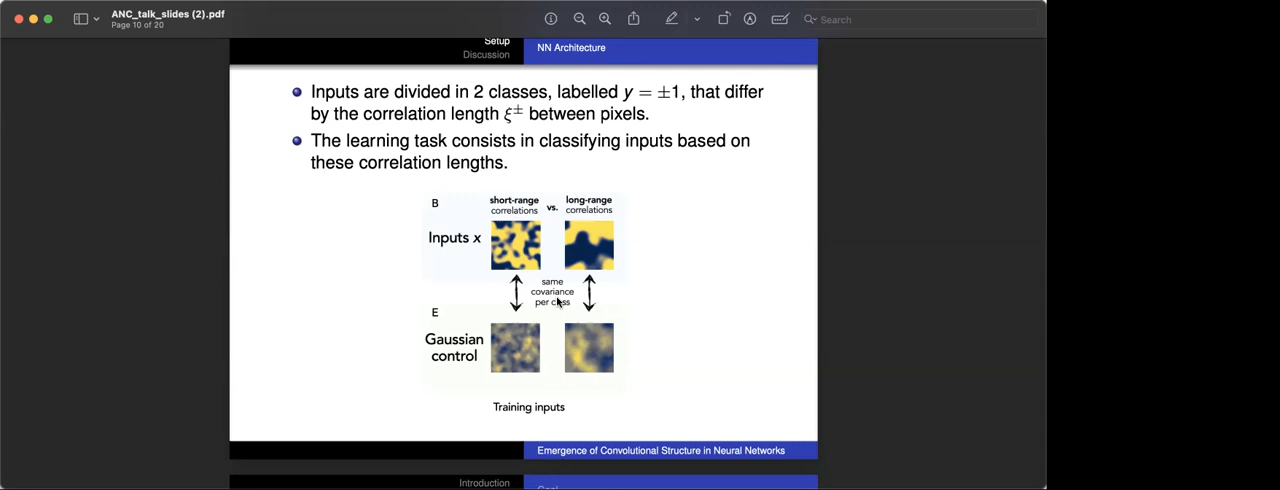 ANC_talk_slides (2).pdf
Page 10 of 20
Search
Setup
Discussion
NN Architecture
Inputs are divided in 2 classes, labelled y = ±1, that differ
by the correlation length ξ± between pixels.
The learning task consists in classifying inputs based on
these correlation lengths.
B
short-range
correlations
vs.
long-range
correlations
Inputs x
same
covariance
per class
E
Gaussian
control
Training inputs
Emergence of Convolutional Structure in Neural Networks
Introduction